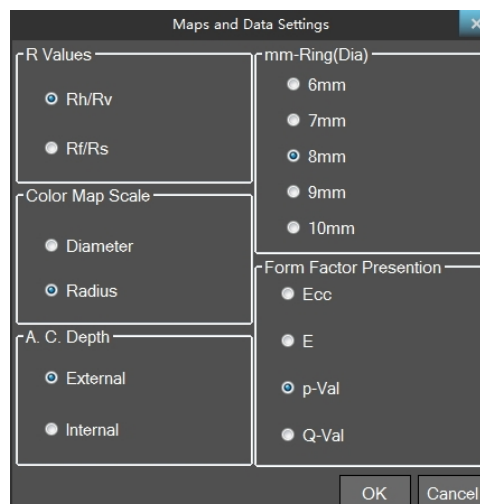 Maps and Data Settings
R Values
Rh/Rv
Rf/Rs
Color Map Scale
Diameter
Radius
A. C. Depth
External
Internal
mm-Ring(Dia)
6mm
7mm
8mm
9mm
10mm
Form Factor Presention
Ecc
E
p-Val
Q-Val
OK
Cancel